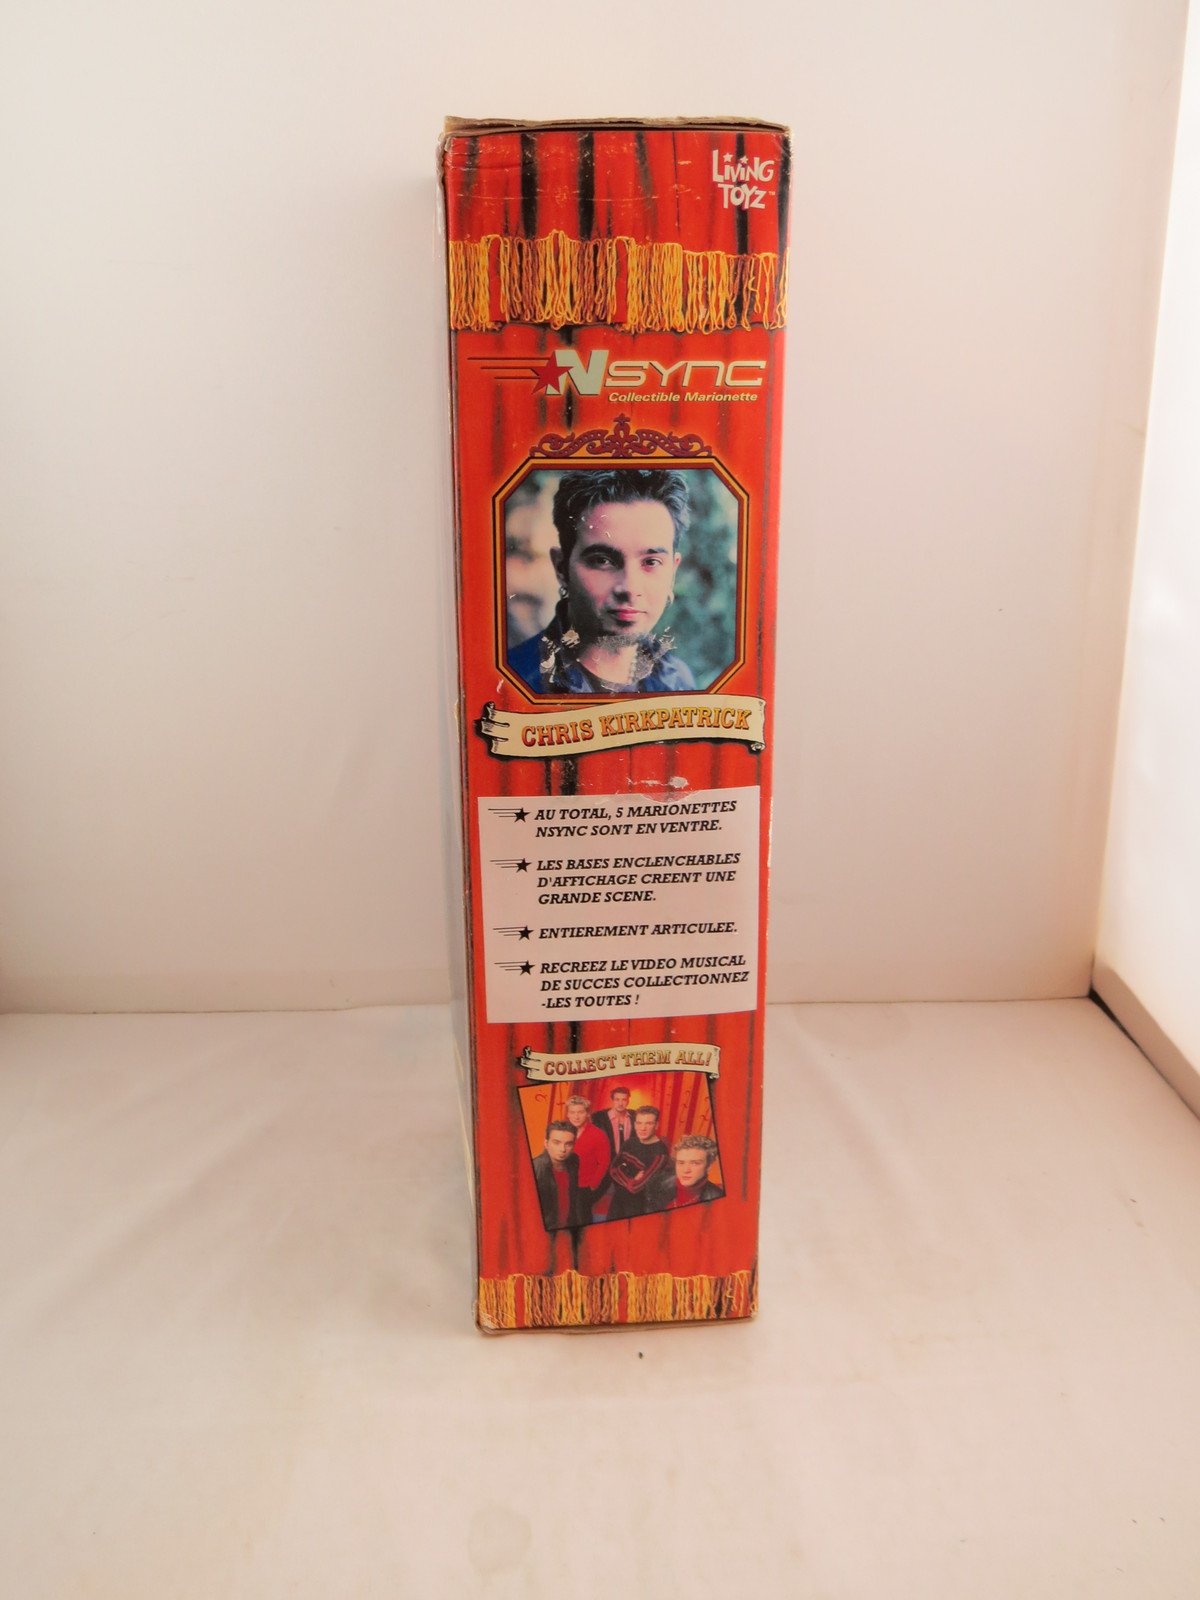 LiViNG
TOYZ™
NSYNC
Collectible Marionette
CHRIS KIRKPATRICK
AU TOTAL, 5 MARIONETTES
NSYNC SONT EN VENTRE.
LES BASES ENCLENCHABLES
D'AFFICHAGE CREENT UNE
GRANDE SCENE.
ENTIEREMENT ARTICULEE.
RECREEZ LE VIDEO MUSICAL
DE SUCCES COLLECTIONNEZ
-LES TOUTES !
COLLECT THEM ALL!